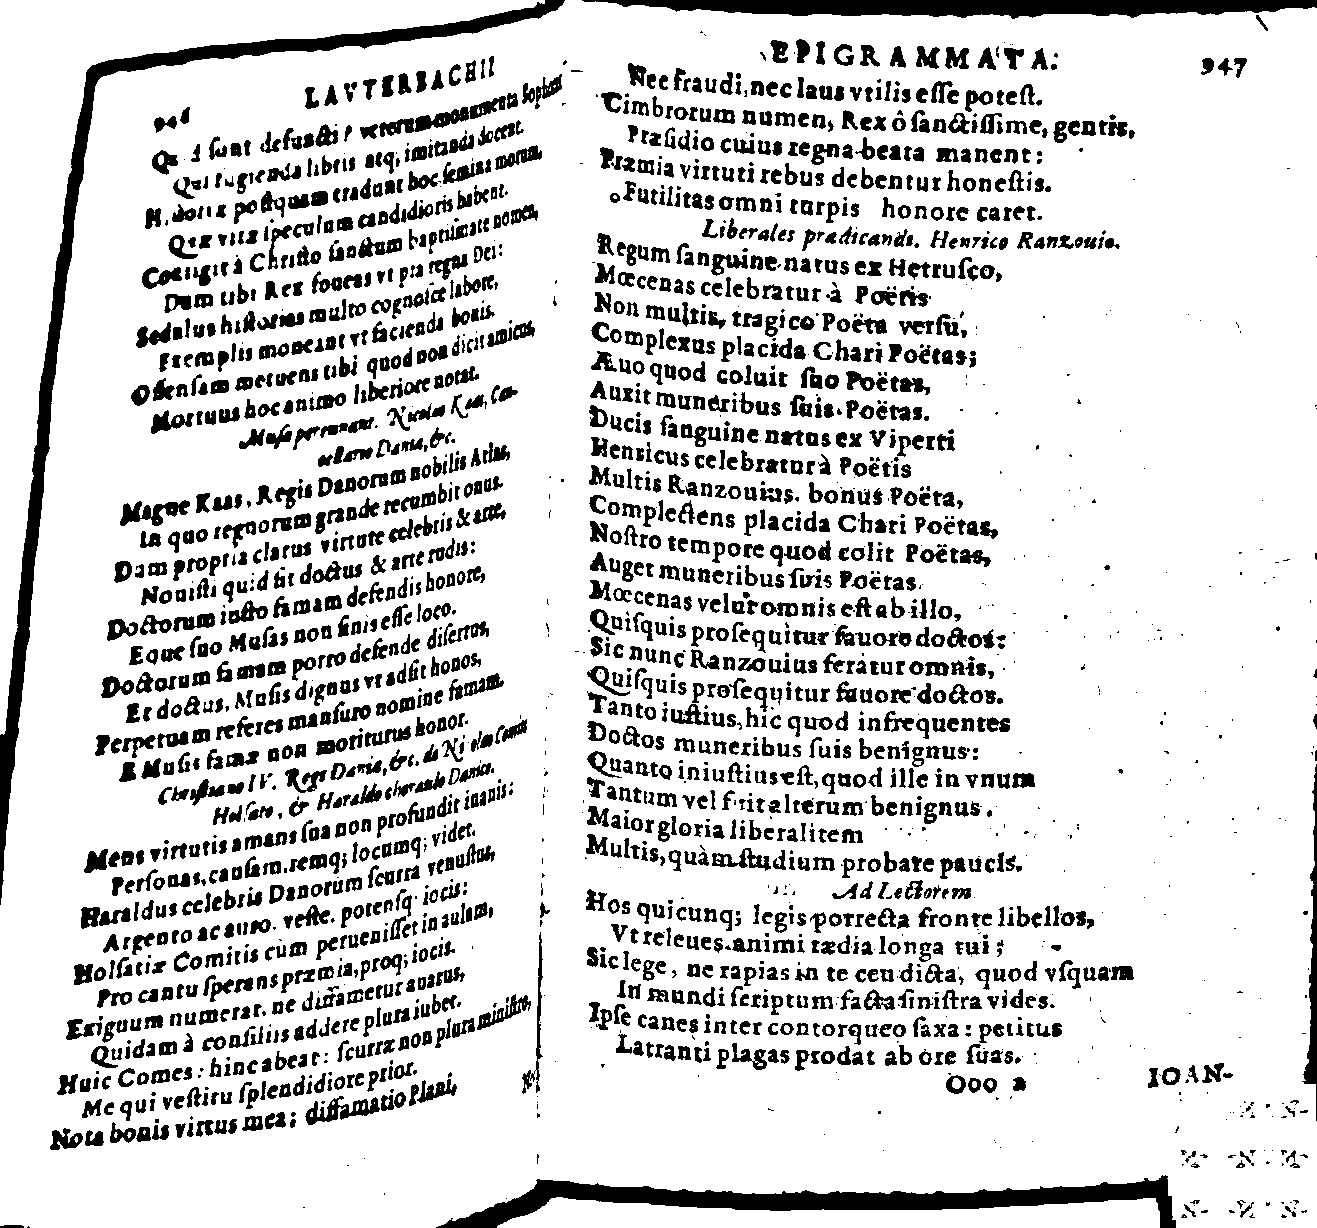 946
LAVTERBACHII
sunt defuncti? veterum monumenta Sophorum
Qui fugienda libris atq; imitanda docent.
postquam tradunt hoc semina morum,
Quæ vitæ speculum candidioris habent.
Contigit à Christo sanctum baptismate nomen,
Dum tibi Rex foueas vt pia regna Dei:
Sedulus historias multo cognosce labore,
Exemplis moneant vt facienda bonis.
Offensam metuens tibi quod non dicit amicus,
Mortuus hoc animo liberiore notat.
Musæ perennant. Nicolao Kaas, Can-
cellario Daniæ, &c.
Magne Kaas, Regis Danorum nobilis Atlas,
In quo regnorum grande recumbit onus.
Dum propria clarus virtute celebris & arte,
Nouisti quid sit doctus & arte rudis:
Doctorum iusto famam defendis honore,
Eque suo Musas non sinis esse loco.
Doctorum famam porro defende disertos,
Et doctus, Musis dignus vt adsit honos,
Perpetuam referes mansuro nomine famam,
E Musis famæ non moriturus honor.
Christiano IV. Rege Daniæ, &c. de
Holsato, & Haraldo Danico.
Mens virtutis amans sua non profundit inanis:
Personas, causam, remq; locumq; videt.
Haraldus celebris Danorum scurra venustus,
Argento ac auro, veste, potensq; iocis:
Holsatiæ Comitis cùm peruenisset in aulam,
Pro cantu sperans præmia, proq; iocis.
Exiguum numerat, ne diffametur auarus,
Quidam à consiliis addere plura iubet.
Huic Comes: hinc abeat: scurræ non plura ministro,
Me qui vestitu splendidiore prior.
Nota bonis virtus mea; diffamatio Plani,
Nec
EPIGRAMMATA.
947
Nec fraudi, nec laus vtilis esse potest.
Cimbrorum numen, Rex ô sanctissime, gentis,
Præsidio cuius regna beata manent:
Præmia virtuti rebus debentur honestis.
Futilitas omni turpis honore caret.
Liberales prædicandi. Henrico Ranzouio.
Regum sanguine natus ex Hetrusco,
Mœcenas celebratur à Poëtis
Non multis, tragico Poëta versu,
Complexus placida Chari Poëtas;
Æuo quod coluit suo Poëtas,
Auxit muneribus suis Poëtas.
Ducis sanguine natus ex Viperti
Henricus celebratur à Poëtis
Multis Ranzouius, bonus Poëta,
Complectens placida Chari Poëtas,
Nostro tempore quod colit Poëtas,
Auget muneribus suis Poëtas.
Mœcenas velut omnis est ab illo,
Quisquis prosequitur fauore doctos:
Sic nunc Ranzouius feratur omnis,
Quisquis prosequitur fauore doctos.
Tanto iustius, hic quod infrequentes
Doctos muneribus suis benignus:
Quanto iniustius est, quod ille in vnum
Tantum vel fuit alterum benignus.
Maior gloria liberalitem
Multis, quàm studium probare paucis.
Ad Lectorem
Hos quicunq; legis porrecta fronte libellos,
Vt releues animi tædia longa tui;
Sic lege, ne rapias in te ceu dicta, quod vsquam
In mundi scriptum facta sinistra vides.
Ipse canes inter contorqueo saxa: petitus
Latranti plagas prodat ab ore suas.
Ooo 2
IOAN-